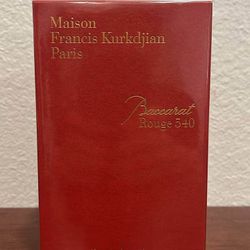 Maison
Francis Kurkdjian
Paris
Baccarat
Rouge 540